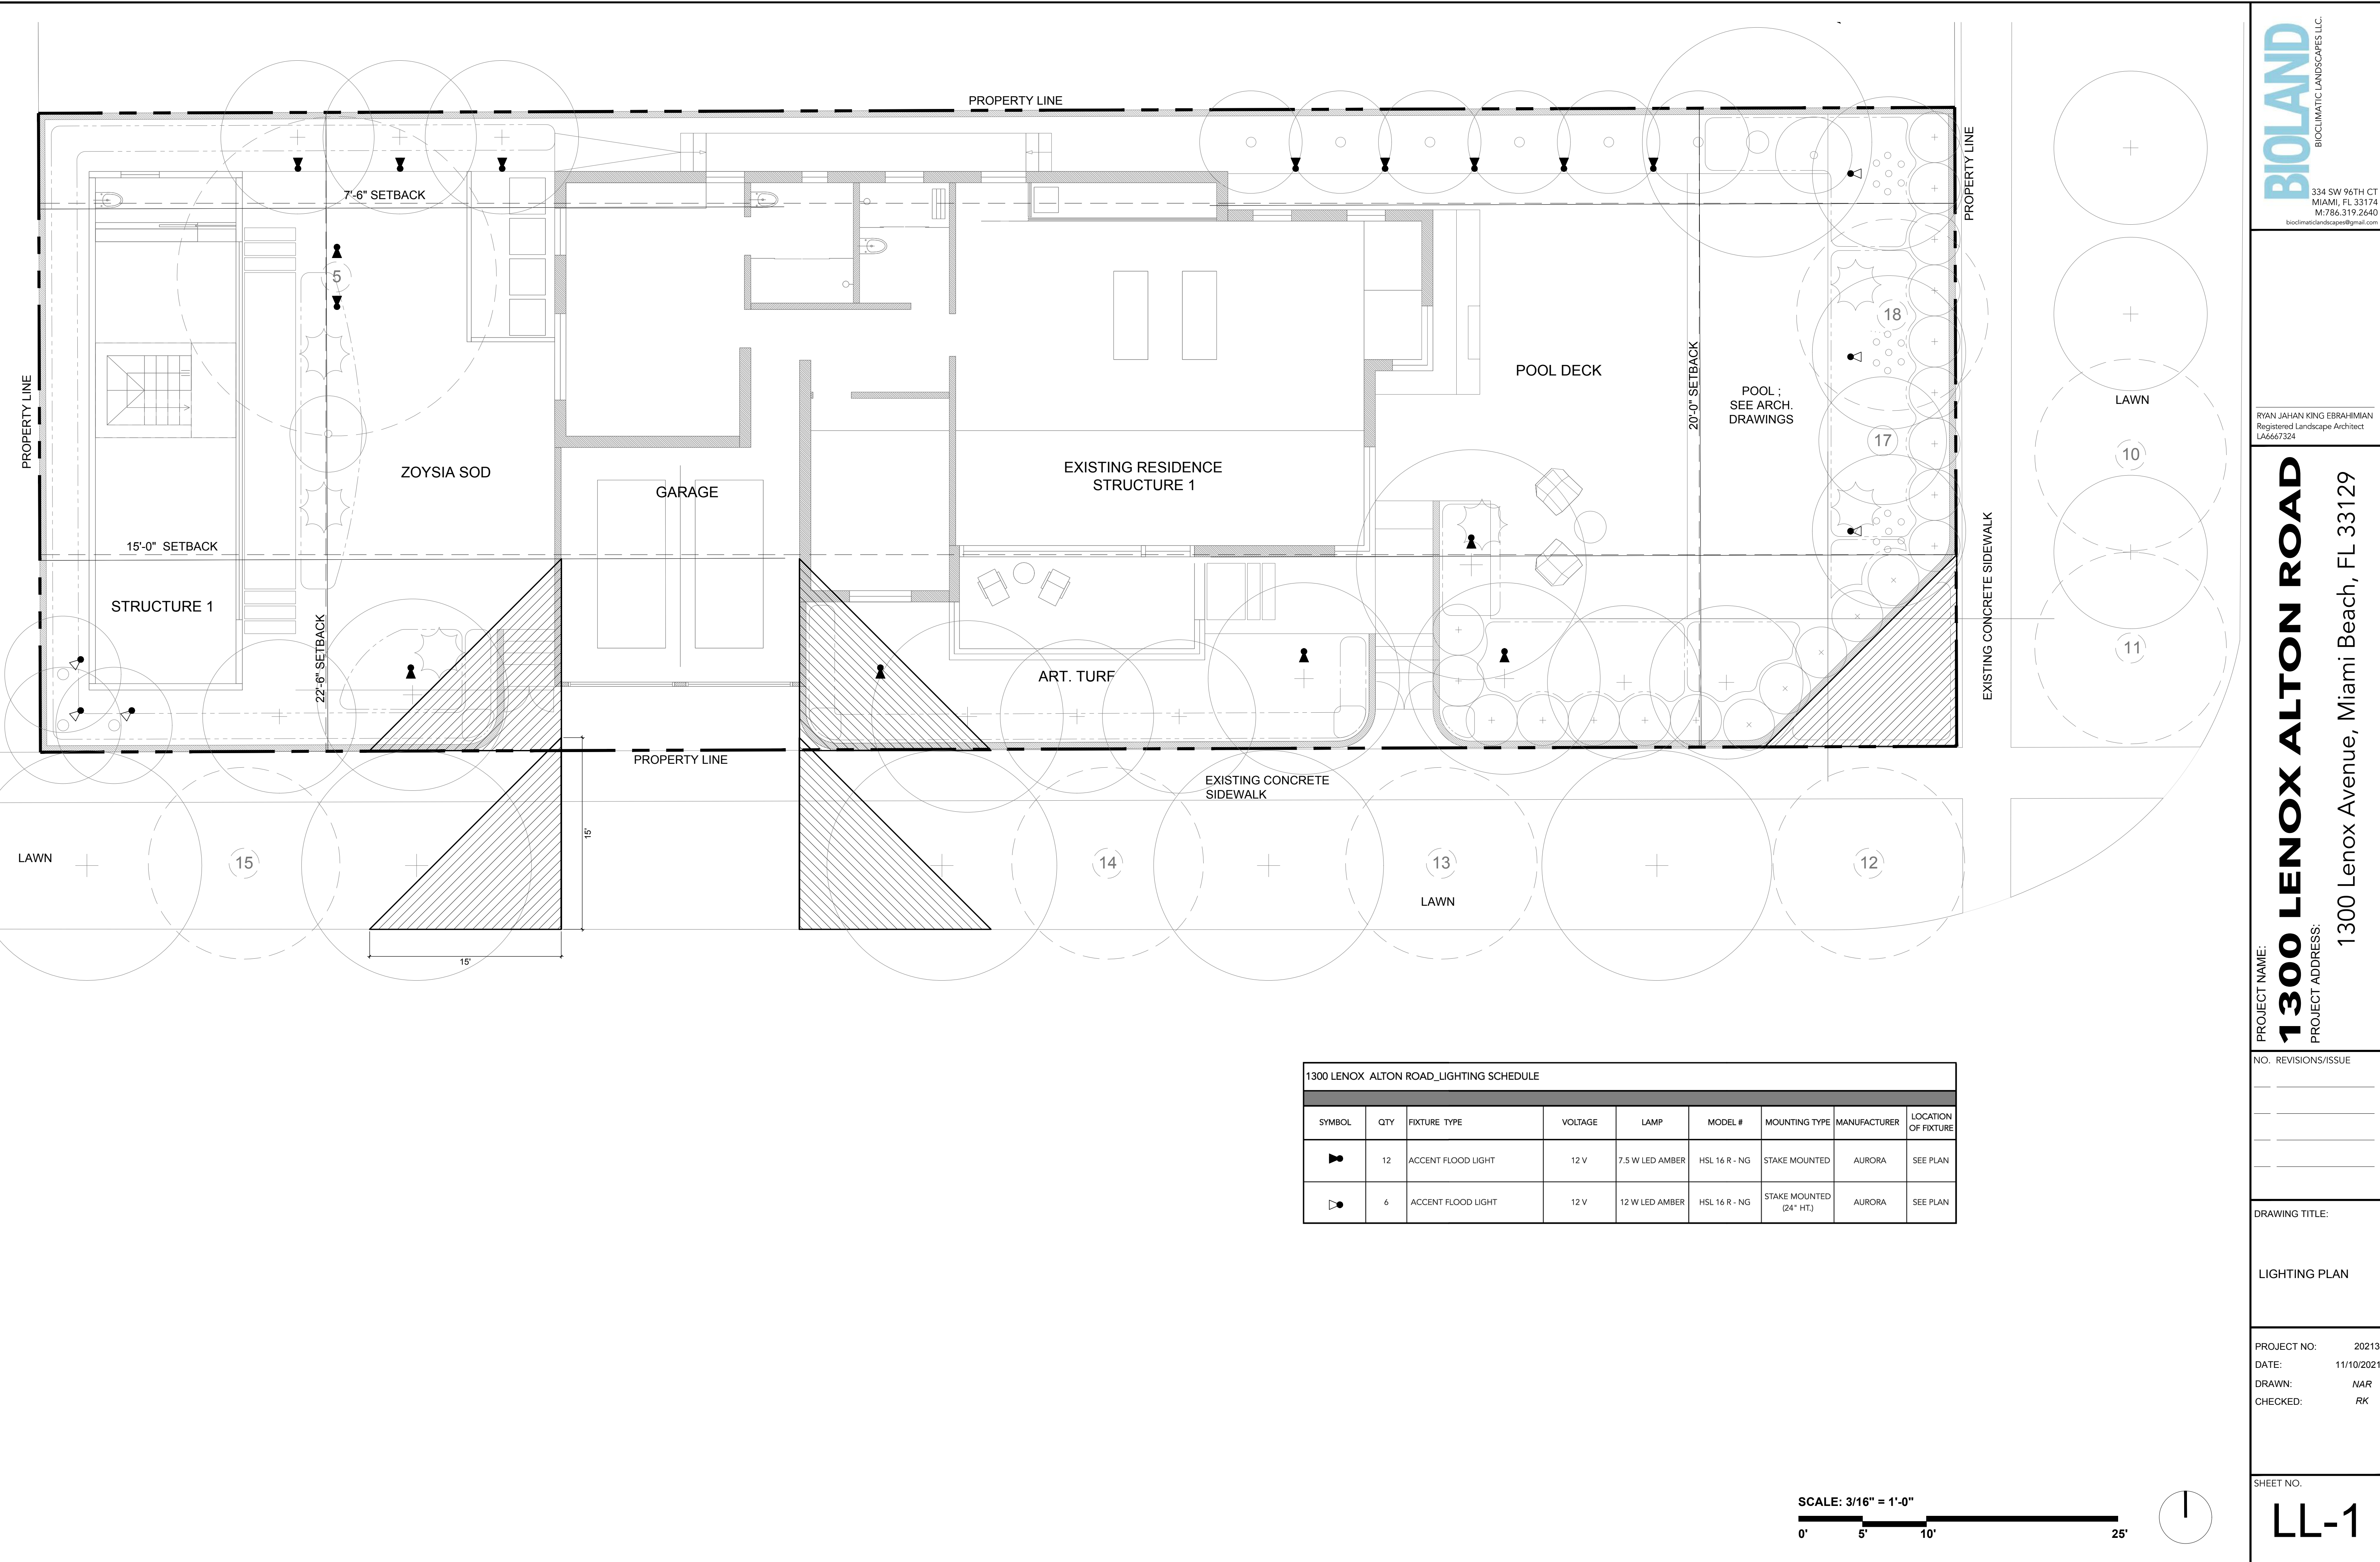 PROPERTY LINE
7'-6" SETBACK
5
PROPERTY LINE
15'-0" SETBACK
STRUCTURE 1
22'-6" SETBACK
ZOYSIA SOD
GARAGE
EXISTING RESIDENCE
STRUCTURE 1
ART. TURF
POOL DECK
20'-0" SETBACK
POOL ;
SEE ARCH.
DRAWINGS
18
17
PROPERTY LINE
EXISTING CONCRETE SIDEWALK
LAWN
10
11
PROPERTY LINE
EXISTING CONCRETE
SIDEWALK
LAWN
15
15'
15'
14
13
12
LAWN
1300 LENOX ALTON ROAD_LIGHTING SCHEDULE
SYMBOL QTY FIXTURE TYPE VOLTAGE LAMP MODEL # MOUNTING TYPE MANUFACTURER LOCATION
OF FIXTURE
12 ACCENT FLOOD LIGHT 12 V 7.5 W LED AMBER HSL 16 R - NG STAKE MOUNTED AURORA SEE PLAN
6 ACCENT FLOOD LIGHT 12 V 12 W LED AMBER HSL 16 R - NG STAKE MOUNTED
(24" HT.) AURORA SEE PLAN
SCALE: 3/16" = 1'-0"
0' 5' 10' 25'
BIOLAND
BIOCLIMATIC LANDSCAPES LLC.
334 SW 96TH CT
MIAMI, FL 33174
M:786.319.2640
bioclimaticlandscapes@gmail.com
RYAN JAHAN KING EBRAHIMIAN
Registered Landscape Architect
LA6667324
PROJECT NAME:
1300 LENOX ALTON ROAD
PROJECT ADDRESS:
1300 Lenox Avenue, Miami Beach, FL 33129
NO. REVISIONS/ISSUE
DRAWING TITLE:
LIGHTING PLAN
PROJECT NO: 20213
DATE: 11/10/2021
DRAWN: NAR
CHECKED: RK
SHEET NO.
LL-1